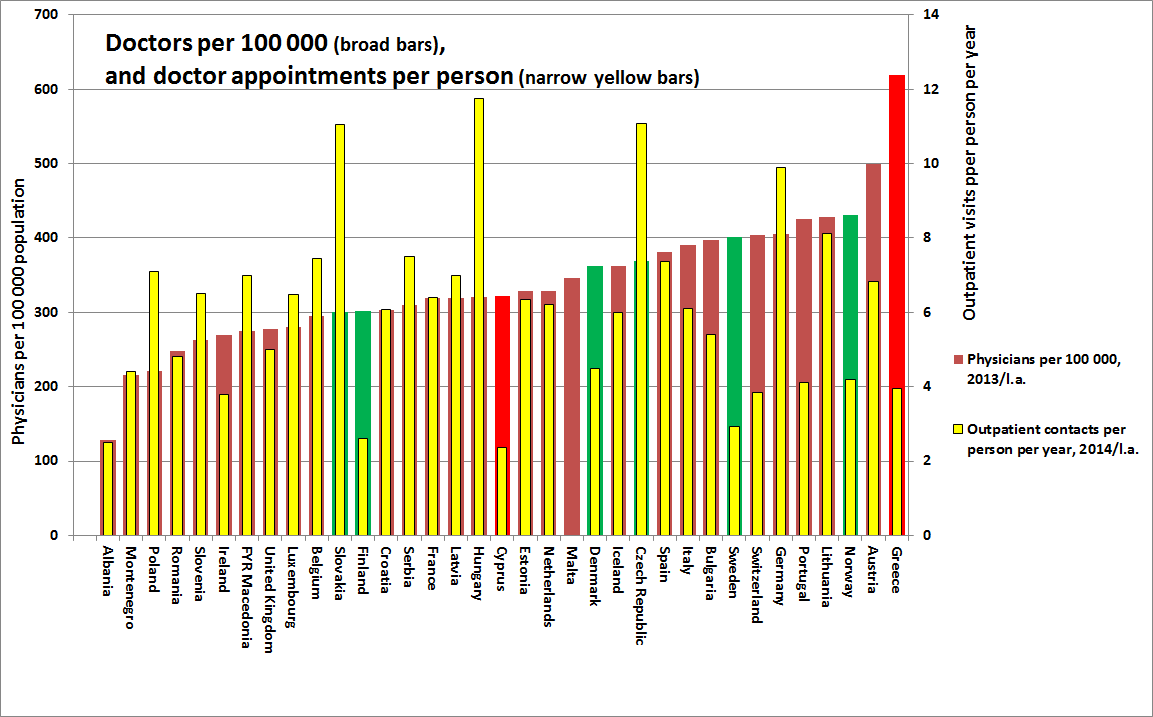 Doctors per 100 000 (broad bars),
and doctor appointments per person (narrow yellow bars)
Physicians per 100 000 population
700
600
500
400
300
200
100
0
14
12
10
8
6
4
2
0
Outpatient visits pper person per year
Physicians per 100 000,
2013/l.a.
Outpatient contacts per
person per year, 2014/l.a.
Albania
Montenegro
Poland
Romania
Slovenia
Ireland
FYR Macedonia
United Kingdom
Luxembourg
Belgium
Slovakia
Finland
Croatia
Serbia
France
Latvia
Hungary
Cyprus
Estonia
Netherlands
Malta
Denmark
Iceland
Czech Republic
Spain
Italy
Bulgaria
Sweden
Switzerland
Germany
Portugal
Lithuania
Norway
Austria
Greece